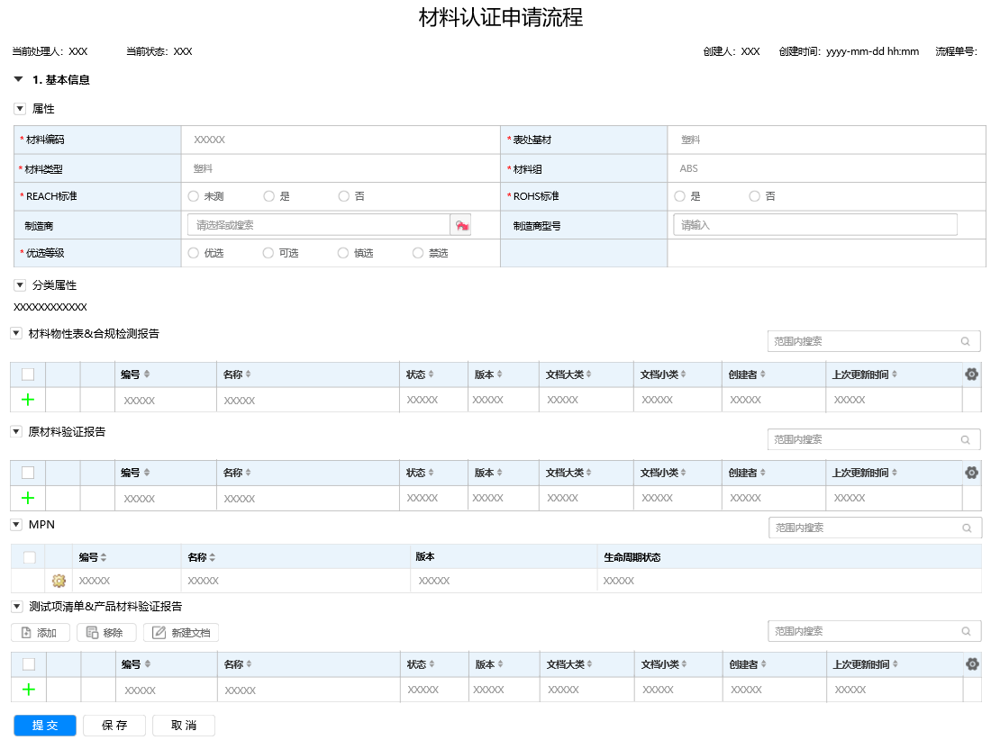 材料认证申请流程
当前处理人: XXX 当前状态: XXX 创建人: XXX 创建时间: yyyy-mm-dd hh:mm 流程单号:
1. 基本信息
属性
*材料编码 XXXXX *表处基材 塑料
*材料类型 塑料 *材料组 ABS
*REACH标准 未测 是 否 *ROHS标准 是 否
制造商 请选择或搜索 制造商型号 请输入
*优选等级 优选 可选 慎选 禁选
分类属性
XXXXXXXXXXXX
材料物性表&合规检测报告
范围内搜索
编号 名称 状态 版本 文档大类 文档小类 创建者 上次更新时间
XXXXX XXXXX XXXXX XXXXX XXXXX XXXXX XXXXX XXXXX
原材料验证报告
范围内搜索
编号 名称 状态 版本 文档大类 文档小类 创建者 上次更新时间
XXXXX XXXXX XXXXX XXXXX XXXXX XXXXX XXXXX XXXXX
MPN
范围内搜索
编号 名称 版本 生命周期状态
XXXXX XXXXX XXXXX XXXXX
测试项清单&产品材料验证报告
添加 移除 新建文档 范围内搜索
编号 名称 状态 版本 文档大类 文档小类 创建者 上次更新时间
XXXXX XXXXX XXXXX XXXXX XXXXX XXXXX XXXXX XXXXX
提 交 保 存 取 消